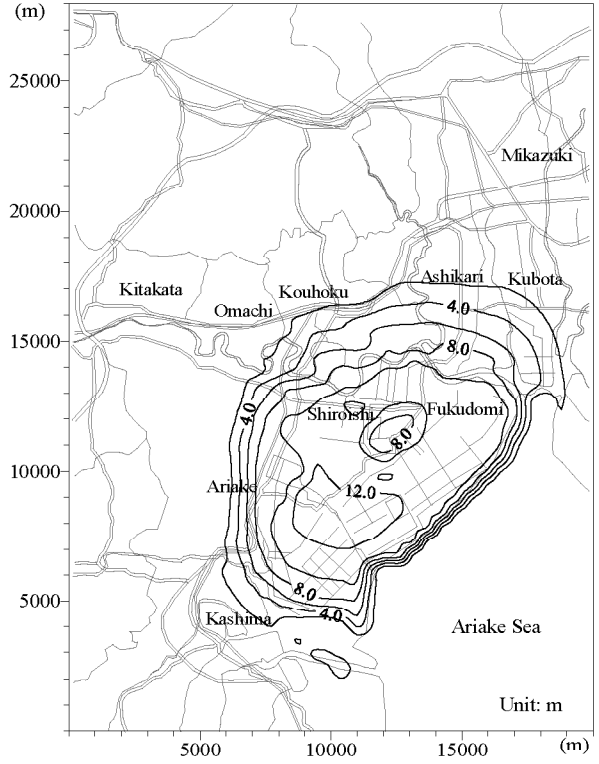 (m)
25000
Mikazuki
20000
Ashikari
Kubota
Kitakata
Kouhoku
Omachi
4.0
15000
8.0
4.0
Shiroishi
Fukudomi
8.0
10000
Ariake
12.0
8.0
5000
4.0
Kashima
Ariake Sea
Unit: m
5000
10000
15000
(m)